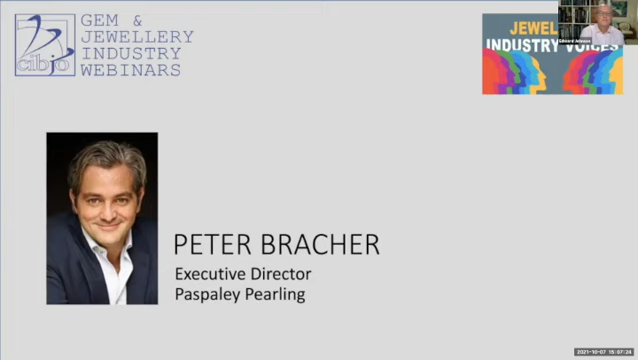 GEM &
JEWELLERY
INDUSTRY
WEBINARS
cibjo
JEWEL
INDUSTRY VOICES
PETER BRACHER
Executive Director
Paspaley Pearling
2021-10-07 15:07:24